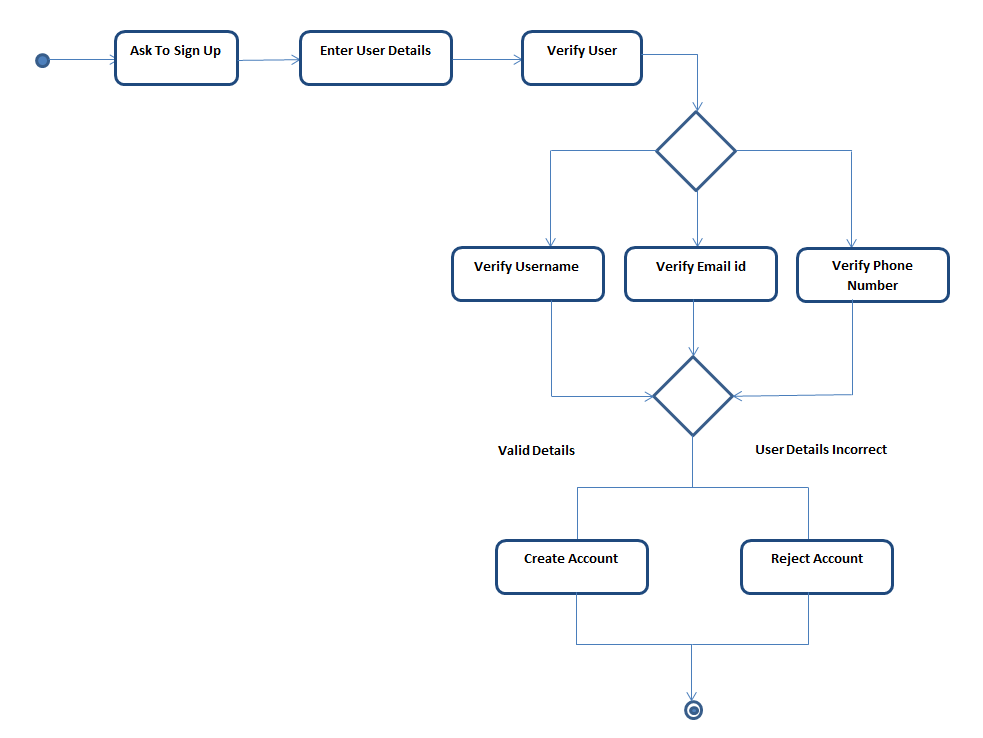 Ask To Sign Up
Enter User Details
Verify User
Verify Username
Verify Email id
Verify Phone
Number
Valid Details
User Details Incorrect
Create Account
Reject Account